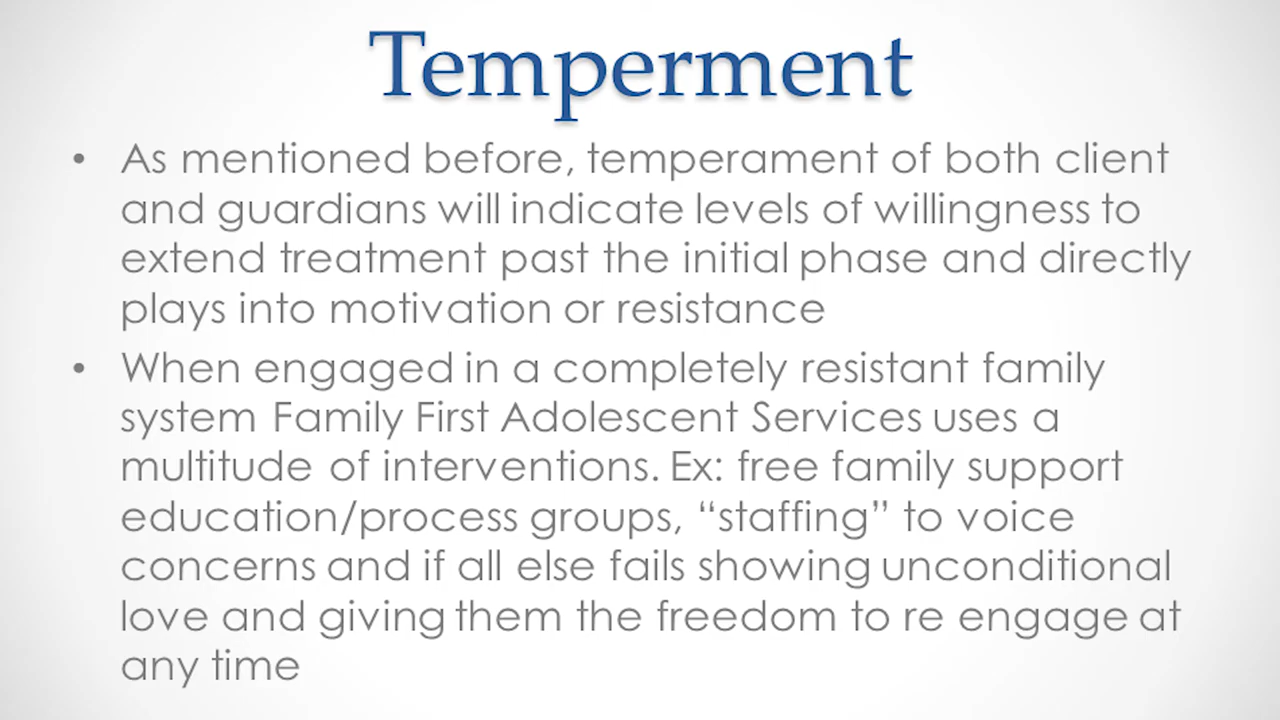 Temperment
• As mentioned before, temperament of both client
and guardians will indicate levels of willingness to
extend treatment past the initial phase and directly
plays into motivation or resistance
• When engaged in a completely resistant family
system Family First Adolescent Services uses a
multitude of interventions. Ex: free family support
education/process groups, “staffing” to voice
concerns and if all else fails showing unconditional
love and giving them the freedom to re engage at
any time